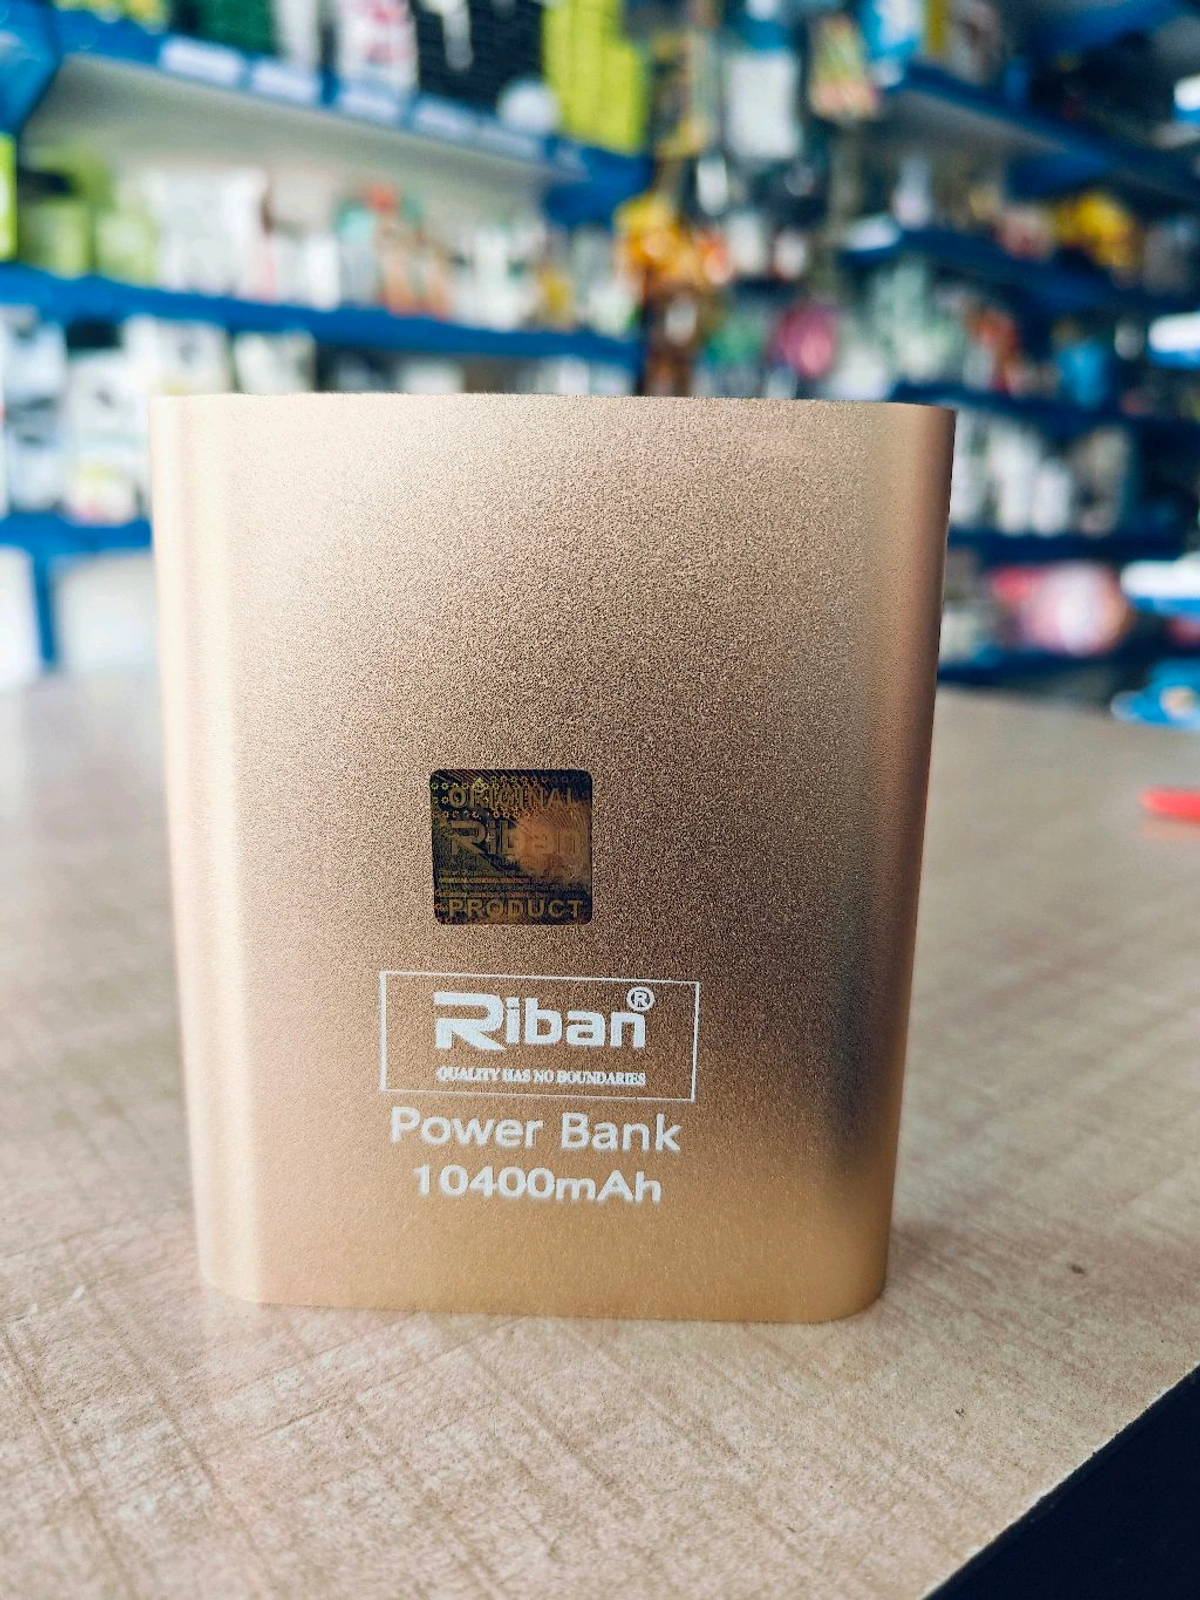 ORIGINAL
Riban
PRODUCT
Riban®
QUALITY HAS NO BOUNDARIES
Power Bank
10400mAh